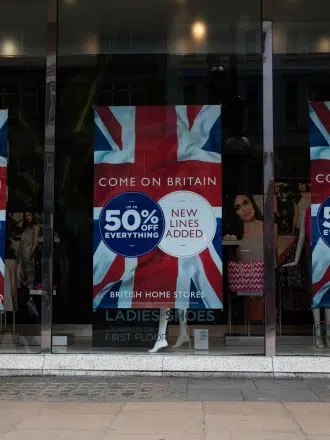 COME ON BRITAIN
UP TO
50% OFF
EVERYTHING
NEW
LINES
ADDED
BRITISH HOME STORES
LADIES SHOES
FIRST FLOOR